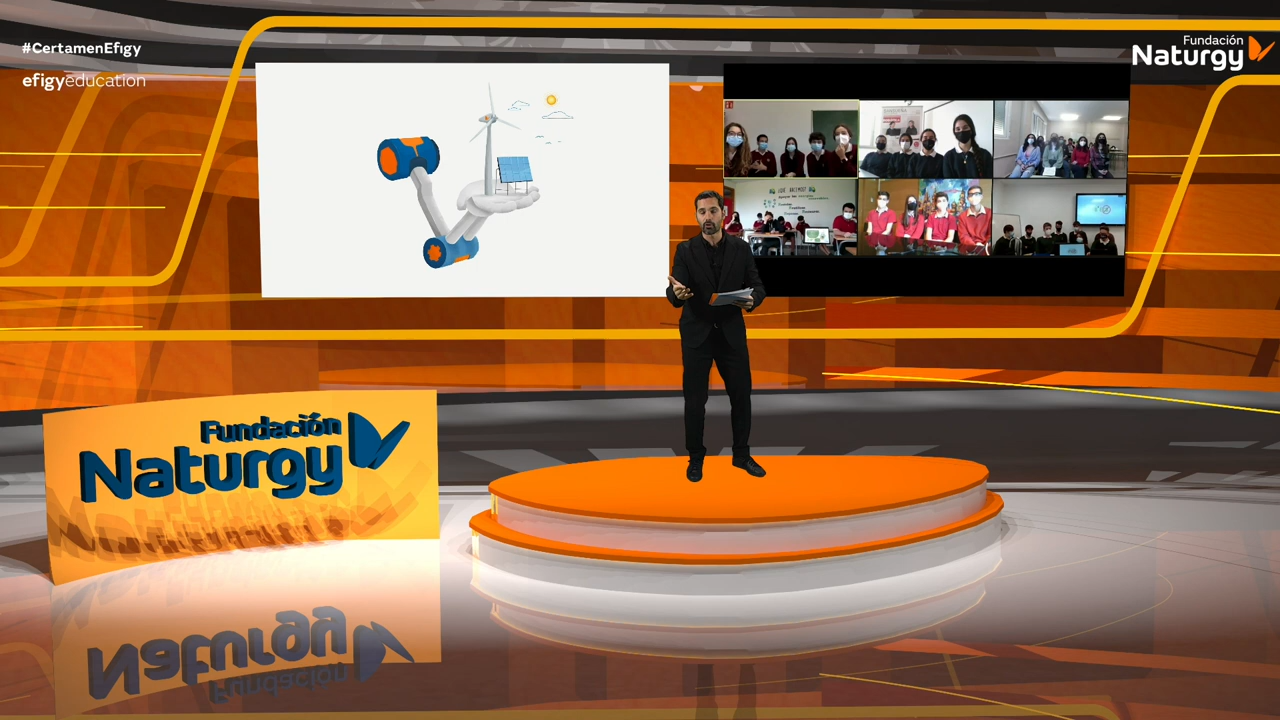 #CertamenEfigy
efigyeducation
Fundación
Naturgy
Fundación
Naturgy